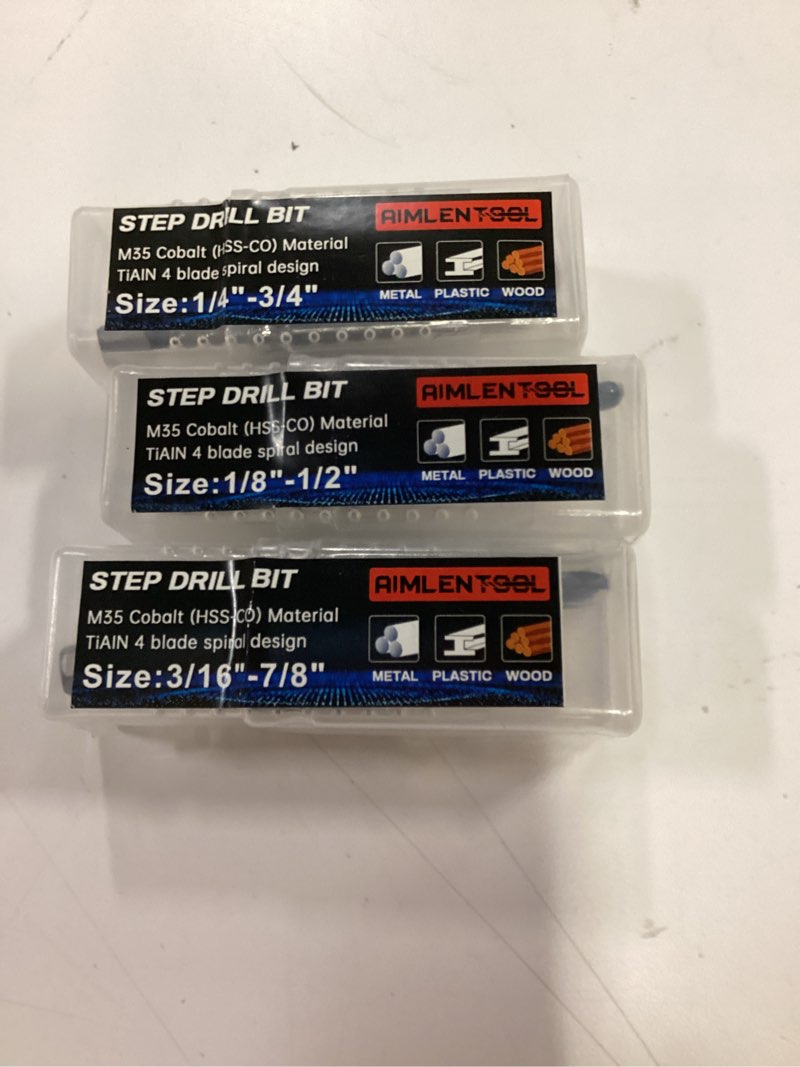 STEP DRILL BIT
AIMLENTOOL
M35 Cobalt (HSS-CO) Material
TiAlN 4 blade spiral design
Size:1/4"-3/4"
METAL PLASTIC WOOD
STEP DRILL BIT
AIMLENTOOL
M35 Cobalt (HSS-CO) Material
TiAlN 4 blade spiral design
Size:1/8"-1/2"
METAL PLASTIC WOOD
STEP DRILL BIT
AIMLENTOOL
M35 Cobalt (HSS-CO) Material
TiAlN 4 blade spiral design
Size:3/16"-7/8"
METAL PLASTIC WOOD